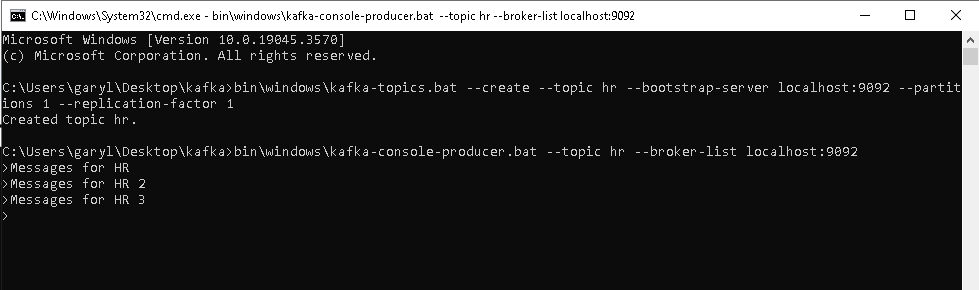 C:\Windows\System32\cmd.exe - bin\windows\kafka-console-producer.bat --topic hr --broker-list localhost:9092
Microsoft Windows [Version 10.0.19045.3570]
(c) Microsoft Corporation. All rights reserved.
C:\Users\garyl\Desktop\kafka>bin\windows\kafka-topics.bat --create --topic hr --bootstrap-server localhost:9092 --partit
ions 1 --replication-factor 1
Created topic hr.
C:\Users\garyl\Desktop\kafka>bin\windows\kafka-console-producer.bat --topic hr --broker-list localhost:9092
>Messages for HR
>Messages for HR 2
>Messages for HR 3
>